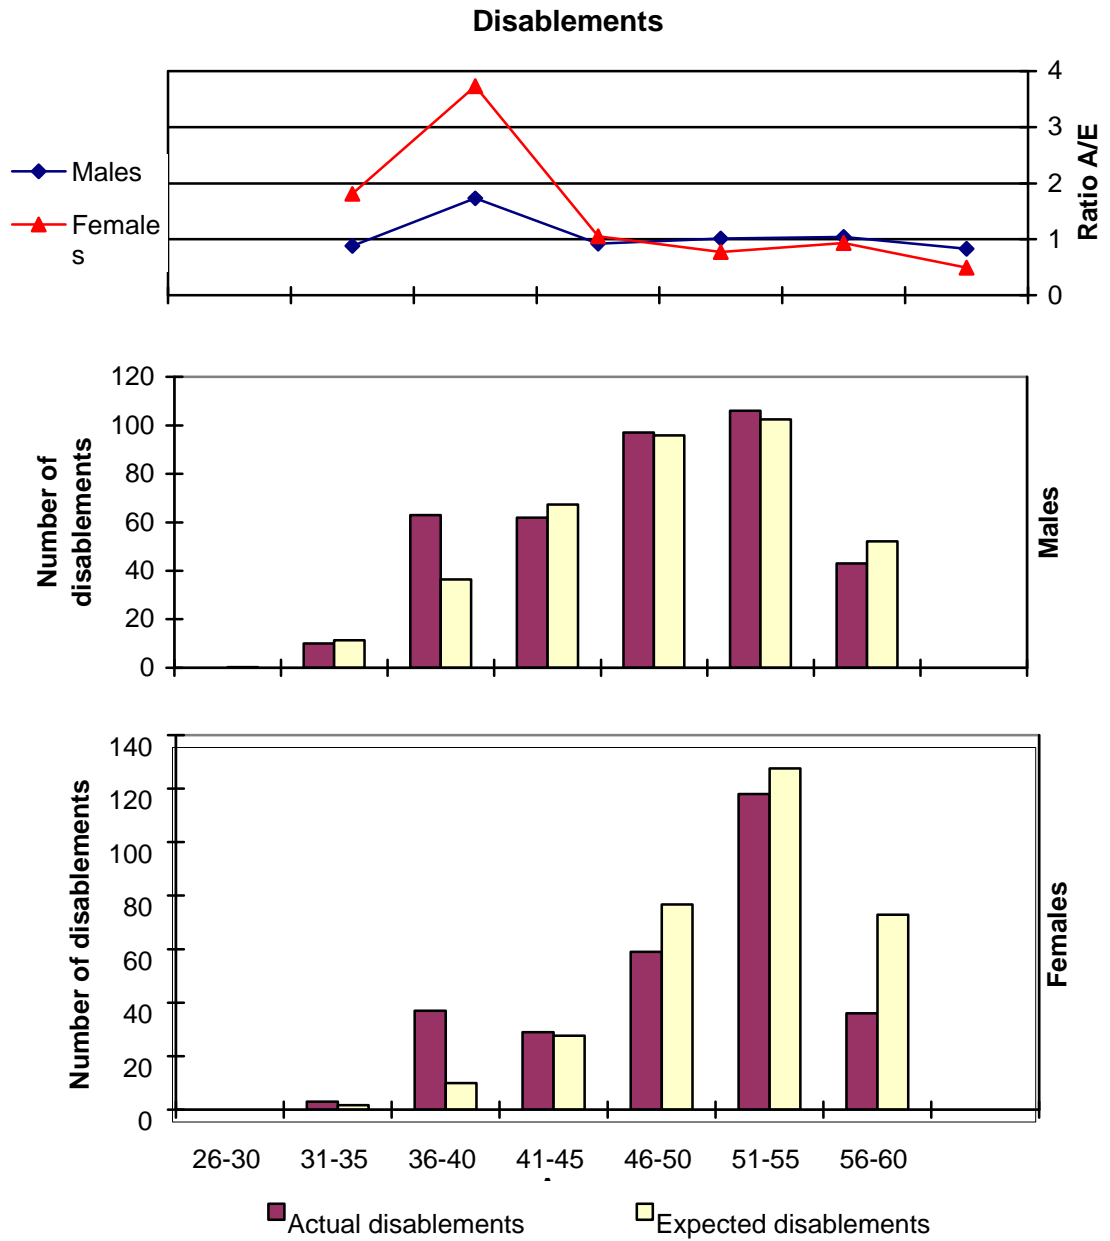 Disablements
Males
Female
s
4
3
2
1
0
Ratio A/E
120
100
80
60
40
20
0
Number of
disablements
Males
140
120
100
80
60
40
20
0
Number of disablements
Females
26-30 31-35 36-40 41-45 46-50 51-55 56-60
Actual disablements Expected disablements